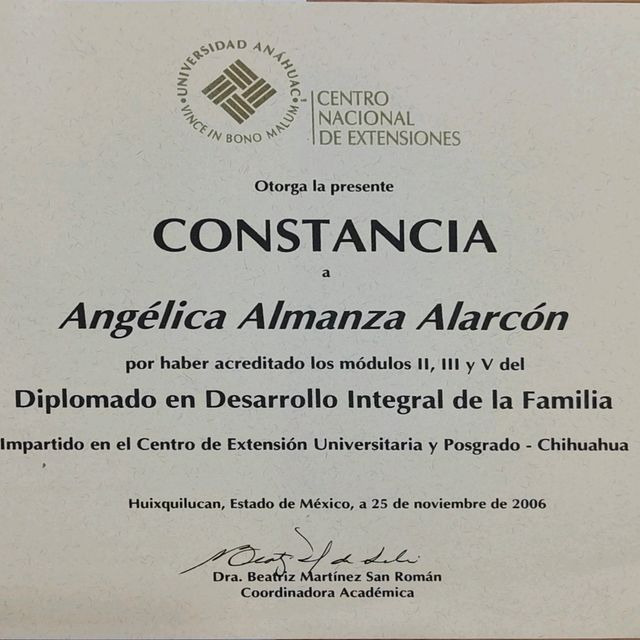 UNIVERSIDAD ANÁHUAC
VINCE IN BONO MALUM
CENTRO
NACIONAL
DE EXTENSIONES
Otorga la presente
CONSTANCIA
a
Angélica Almanza Alarcón
por haber acreditado los módulos II, III y V del
Diplomado en Desarrollo Integral de la Familia
Impartido en el Centro de Extensión Universitaria y Posgrado - Chihuahua
Huixquilucan, Estado de México, a 25 de noviembre de 2006
Dra. Beatriz Martínez San Román
Coordinadora Académica